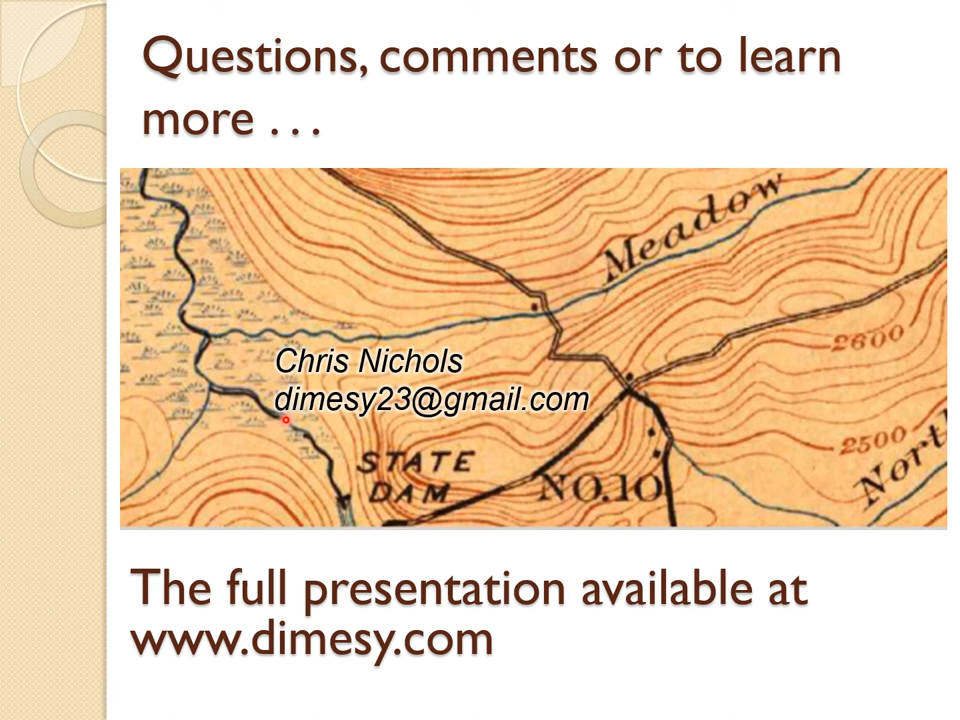 Questions, comments or to learn
more . . .
Meadow
2600
Chris Nichols
dimesy23@gmail.com
2500
STATE
DAM
NO.10
Nort
The full presentation available at
www.dimesy.com